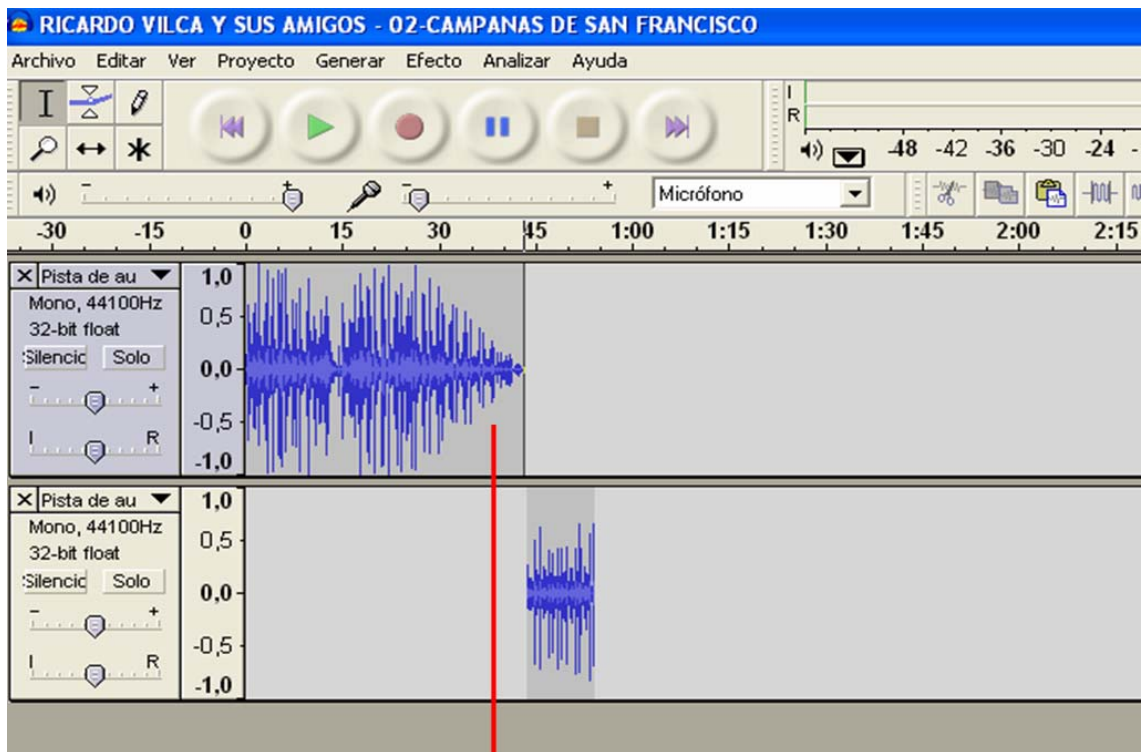 RICARDO VILCA Y SUS AMIGOS - 02-CAMPANAS DE SAN FRANCISCO
Archivo Editar Ver Proyecto Generar Efecto Analizar Ayuda
I
R
-48 -42 -36 -30 -24 -
- + - + Micrófono
-30 -15 0 15 30 45 1:00 1:15 1:30 1:45 2:00 2:15
Pista de au
Mono, 44100Hz
32-bit float
Silencio Solo
- +
I R
1,0
0,5
0,0
-0,5
-1,0
Pista de au
Mono, 44100Hz
32-bit float
Silencio Solo
- +
I R
1,0
0,5
0,0
-0,5
-1,0